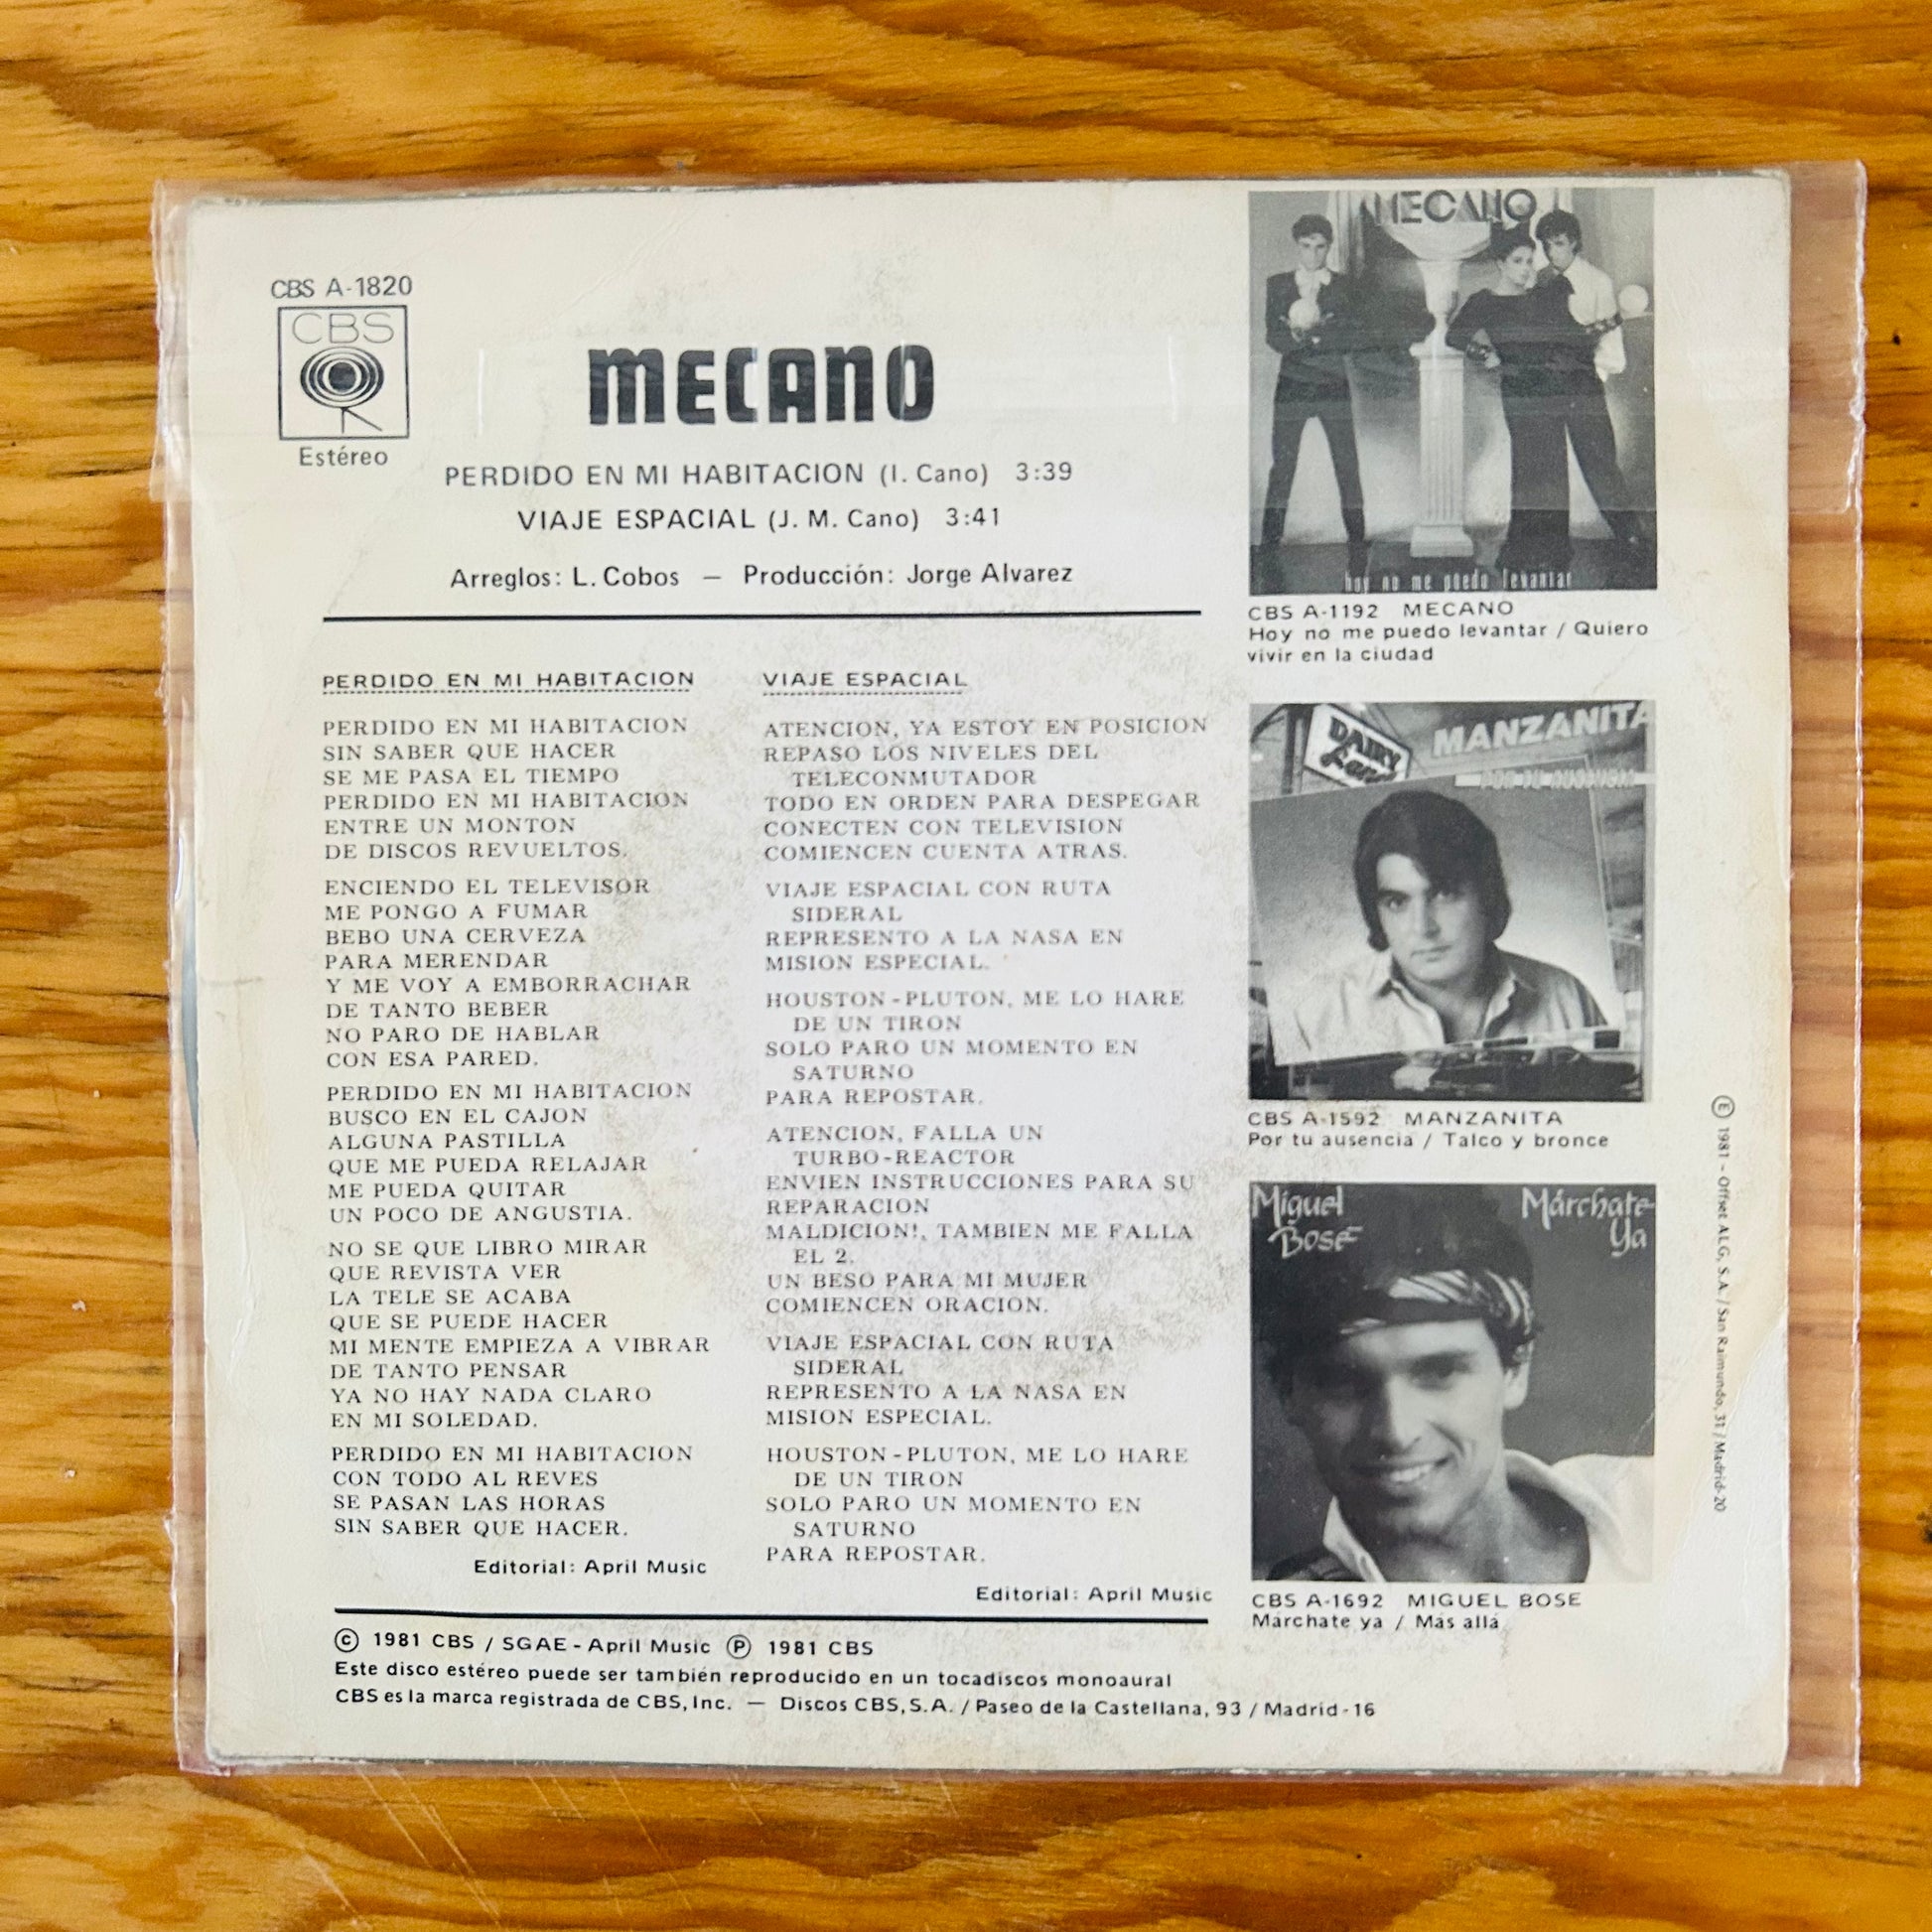 CBS A-1820
CBS
Estéreo
MECANO
PERDIDO EN MI HABITACION (I. Cano) 3:39
VIAJE ESPACIAL (J. M. Cano) 3:41
Arreglos: L. Cobos — Producción: Jorge Alvarez
PERDIDO EN MI HABITACION
PERDIDO EN MI HABITACION
SIN SABER QUE HACER
SE ME PASA EL TIEMPO
PERDIDO EN MI HABITACION
ENTRE UN MONTON
DE DISCOS REVUELTOS.
ENCIENDO EL TELEVISOR
ME PONGO A FUMAR
BEBO UNA CERVEZA
PARA MERENDAR
Y ME VOY A EMBORRACHAR
DE TANTO BEBER
NO PARO DE HABLAR
CON ESA PARED.
PERDIDO EN MI HABITACION
BUSCO EN EL CAJON
ALGUNA PASTILLA
QUE ME PUEDA RELAJAR
ME PUEDA QUITAR
UN POCO DE ANGUSTIA.
NO SE QUE LIBRO MIRAR
QUE REVISTA VER
LA TELE SE ACABA
QUE SE PUEDE HACER
MI MENTE EMPIEZA A VIBRAR
DE TANTO PENSAR
YA NO HAY NADA CLARO
EN MI SOLEDAD.
PERDIDO EN MI HABITACION
CON TODO AL REVES
SE PASAN LAS HORAS
SIN SABER QUE HACER.
Editorial: April Music
VIAJE ESPACIAL
ATENCION, YA ESTOY EN POSICION
REPASO LOS NIVELES DEL
TELECONMUTADOR
TODO EN ORDEN PARA DESPEGAR
CONECTEN CON TELEVISION
COMIENCEN CUENTA ATRAS.
VIAJE ESPACIAL CON RUTA
SIDERAL
REPRESENTO A LA NASA EN
MISION ESPECIAL.
HOUSTON-PLUTON, ME LO HARE
DE UN TIRON
SOLO PARO UN MOMENTO EN
SATURNO
PARA REPOSTAR.
ATENCION, FALLA UN
TURBO-REACTOR
ENVIEN INSTRUCCIONES PARA SU
REPARACION
MALDICION!, TAMBIEN ME FALLA
EL 2.
UN BESO PARA MI MUJER
COMIENCEN ORACION.
VIAJE ESPACIAL CON RUTA
SIDERAL
REPRESENTO A LA NASA EN
MISION ESPECIAL.
HOUSTON-PLUTON, ME LO HARE
DE UN TIRON
SOLO PARO UN MOMENTO EN
SATURNO
PARA REPOSTAR.
Editorial: April Music
MECANO
hoy no me puedo levantar
CBS A-1192 MECANO
Hoy no me puedo levantar / Quiero
vivir en la ciudad
DAIRY
MANZANITA
POR TU AUSENCIA
CBS A-1592 MANZANITA
Por tu ausencia / Talco y bronce
Miguel
Bosé
Márchate
Ya
CBS A-1692 MIGUEL BOSE
Márchate ya / Más allá
Ⓔ 1981 - Offset ALG, S.A. / San Raimundo, 31 / Madrid-20
© 1981 CBS / SGAE - April Music Ⓟ 1981 CBS
Este disco estéreo puede ser también reproducido en un tocadiscos monoaural
CBS es la marca registrada de CBS, Inc. — Discos CBS, S.A. / Paseo de la Castellana, 93 / Madrid-16